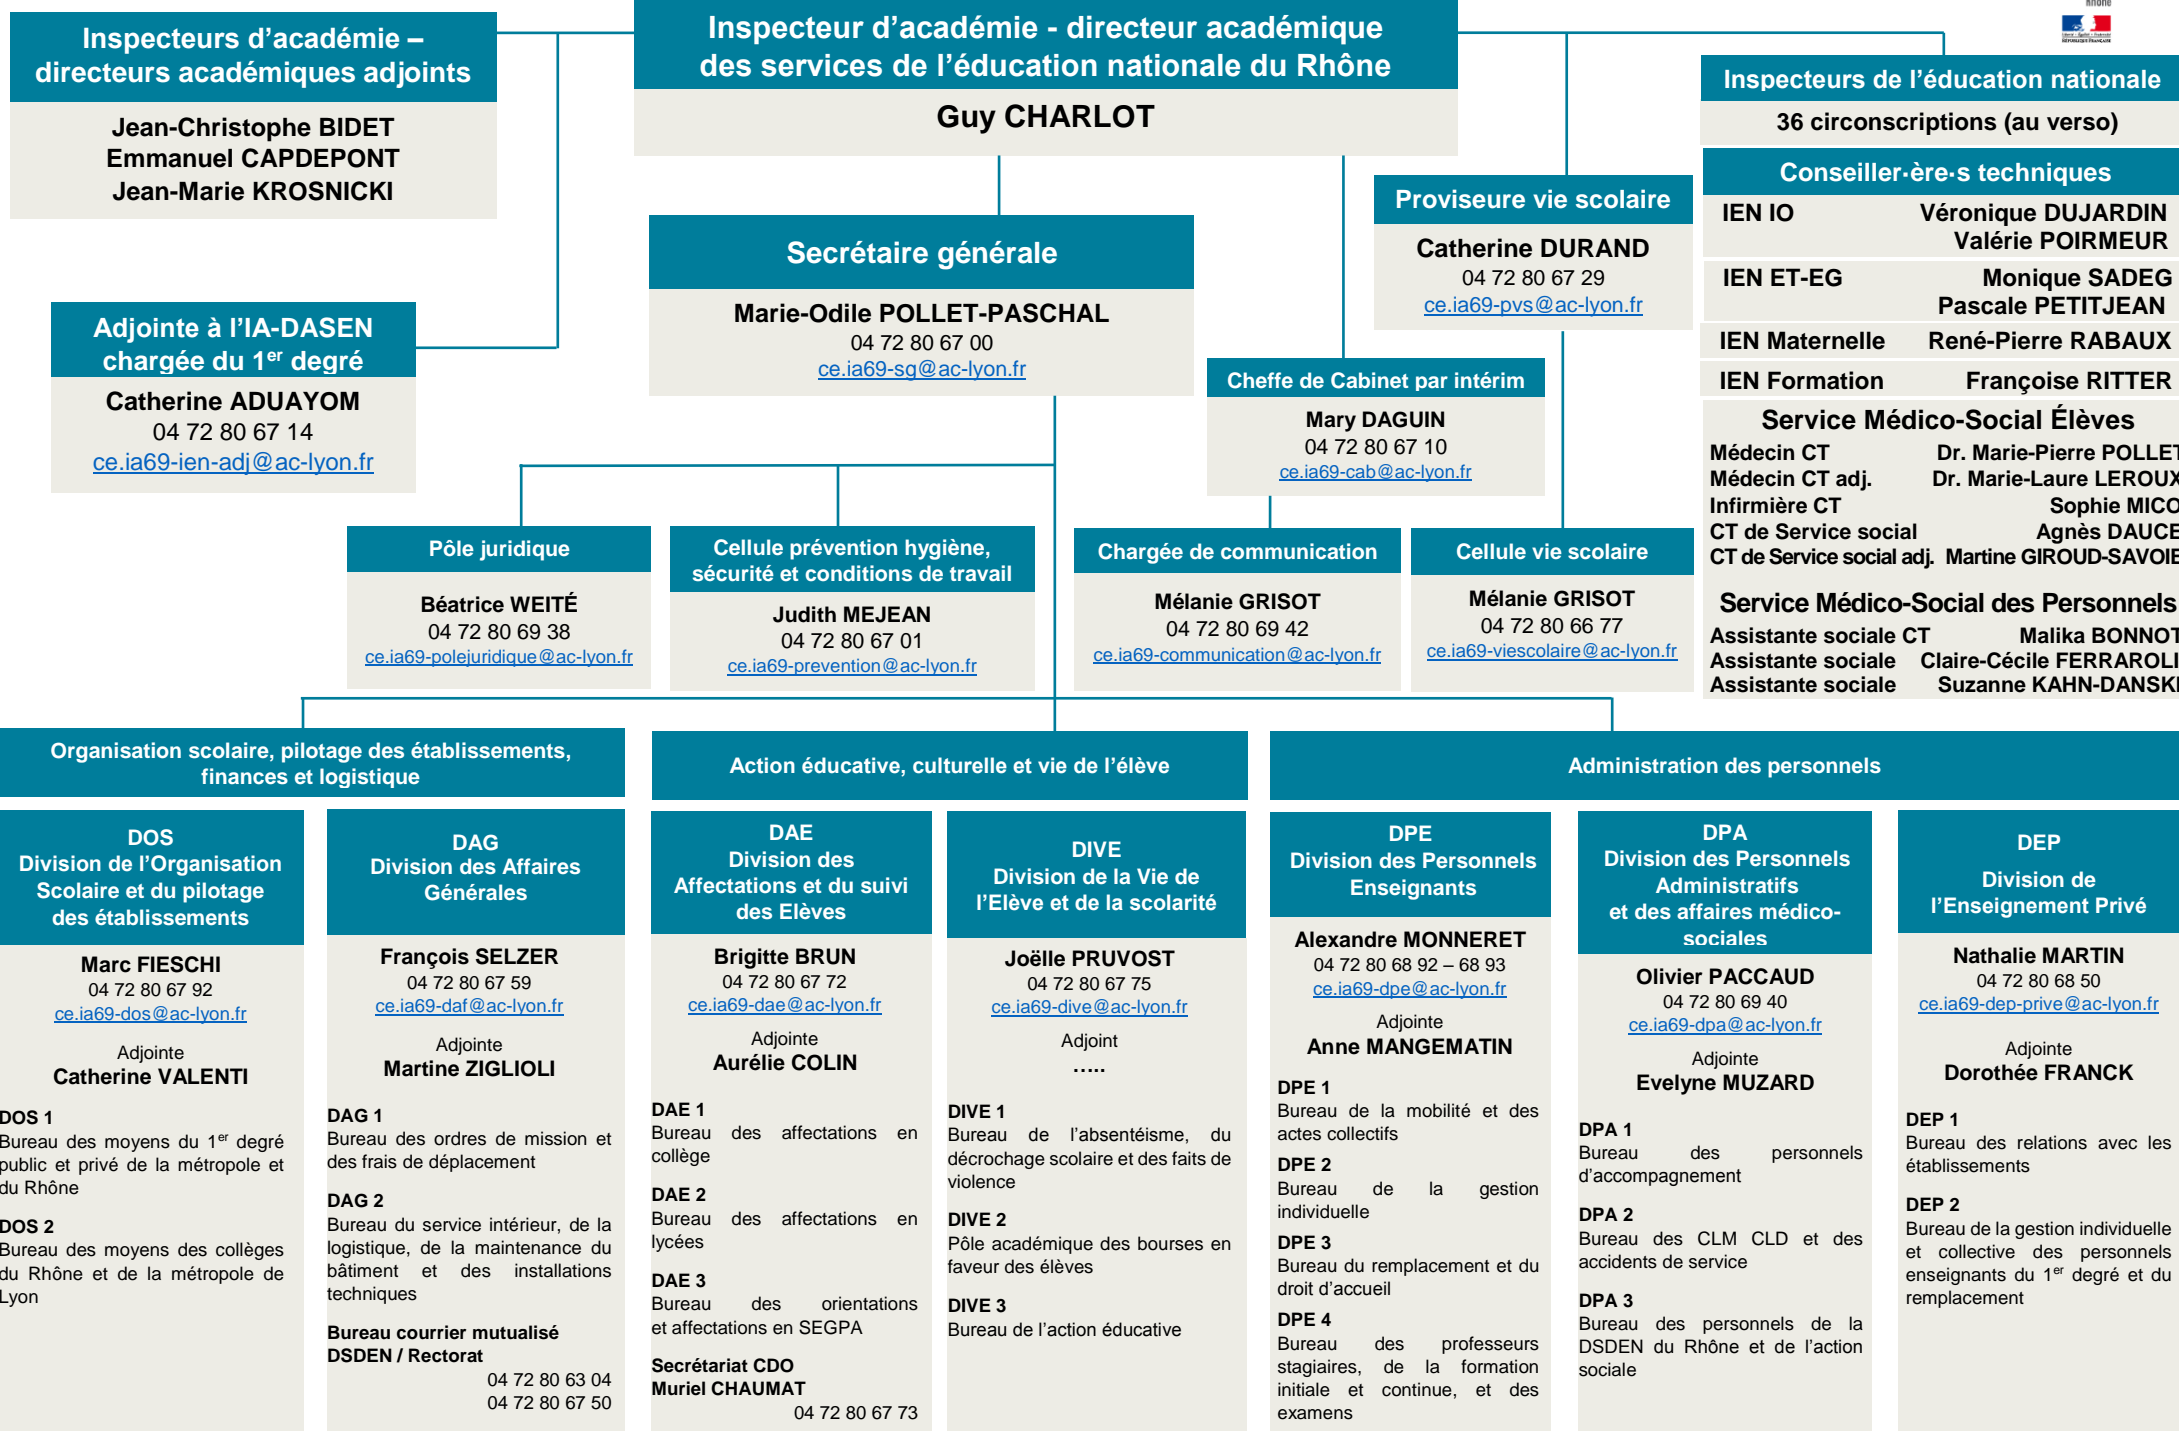 Rhône
Inspecteurs d'académie –
directeurs académiques adjoints
Jean-Christophe BIDET
Emmanuel CAPDEPONT
Jean-Marie KROSNICKI
Inspecteur d'académie - directeur académique
des services de l'éducation nationale du Rhône
Guy CHARLOT
Inspecteurs de l'éducation nationale
36 circonscriptions (au verso)
Conseiller·ère·s techniques
IEN IO Véronique DUJARDIN
Valérie POIRMEUR
IEN ET-EG Monique SADEG
Pascale PETITJEAN
IEN Maternelle René-Pierre RABAUX
IEN Formation Françoise RITTER
Service Médico-Social Élèves
Médecin CT Dr. Marie-Pierre POLLET
Médecin CT adj. Dr. Marie-Laure LEROUX
Infirmière CT Sophie MICO
CT de Service social Agnès DAUCE
CT de Service social adj. Martine GIROUD-SAVOIE
Service Médico-Social des Personnels
Assistante sociale CT Malika BONNOT
Assistante sociale Claire-Cécile FERRAROLI
Assistante sociale Suzanne KAHN-DANSKI
Proviseure vie scolaire
Catherine DURAND
04 72 80 67 29
ce.ia69-pvs@ac-lyon.fr
Secrétaire générale
Marie-Odile POLLET-PASCHAL
04 72 80 67 00
ce.ia69-sg@ac-lyon.fr
Adjointe à l'IA-DASEN
chargée du 1er degré
Catherine ADUAYOM
04 72 80 67 14
ce.ia69-ien-adj@ac-lyon.fr
Cheffe de Cabinet par intérim
Mary DAGUIN
04 72 80 67 10
ce.ia69-cab@ac-lyon.fr
Pôle juridique
Béatrice WEITÉ
04 72 80 69 38
ce.ia69-polejuridique@ac-lyon.fr
Cellule prévention hygiène,
sécurité et conditions de travail
Judith MEJEAN
04 72 80 67 01
ce.ia69-prevention@ac-lyon.fr
Chargée de communication
Mélanie GRISOT
04 72 80 69 42
ce.ia69-communication@ac-lyon.fr
Cellule vie scolaire
Mélanie GRISOT
04 72 80 66 77
ce.ia69-viescolaire@ac-lyon.fr
Organisation scolaire, pilotage des établissements,
finances et logistique
Action éducative, culturelle et vie de l'élève
Administration des personnels
DOS
Division de l'Organisation
Scolaire et du pilotage
des établissements
Marc FIESCHI
04 72 80 67 92
ce.ia69-dos@ac-lyon.fr
Adjointe
Catherine VALENTI
DOS 1
Bureau des moyens du 1er degré
public et privé de la métropole et
du Rhône
DOS 2
Bureau des moyens des collèges
du Rhône et de la métropole de
Lyon
DAG
Division des Affaires
Générales
François SELZER
04 72 80 67 59
ce.ia69-daf@ac-lyon.fr
Adjointe
Martine ZIGLIOLI
DAG 1
Bureau des ordres de mission et
des frais de déplacement
DAG 2
Bureau du service intérieur, de la
logistique, de la maintenance du
bâtiment et des installations
techniques
Bureau courrier mutualisé
DSDEN / Rectorat
04 72 80 63 04
04 72 80 67 50
DAE
Division des
Affectations et du suivi
des Elèves
Brigitte BRUN
04 72 80 67 72
ce.ia69-dae@ac-lyon.fr
Adjointe
Aurélie COLIN
DAE 1
Bureau des affectations en
collège
DAE 2
Bureau des affectations en
lycées
DAE 3
Bureau des orientations
et affectations en SEGPA
Secrétariat CDO
Muriel CHAUMAT
04 72 80 67 73
DIVE
Division de la Vie de
l'Elève et de la scolarité
Joëlle PRUVOST
04 72 80 67 75
ce.ia69-dive@ac-lyon.fr
Adjoint
.....
DIVE 1
Bureau de l'absentéisme, du
décrochage scolaire et des faits de
violence
DIVE 2
Pôle académique des bourses en
faveur des élèves
DIVE 3
Bureau de l'action éducative
DPE
Division des Personnels
Enseignants
Alexandre MONNERET
04 72 80 68 92 – 68 93
ce.ia69-dpe@ac-lyon.fr
Adjointe
Anne MANGEMATIN
DPE 1
Bureau de la mobilité et des
actes collectifs
DPE 2
Bureau de la gestion
individuelle
DPE 3
Bureau du remplacement et du
droit d'accueil
DPE 4
Bureau des professeurs
stagiaires, de la formation
initiale et continue, et des
examens
DPA
Division des Personnels
Administratifs
et des affaires médico-
sociales
Olivier PACCAUD
04 72 80 69 40
ce.ia69-dpa@ac-lyon.fr
Adjointe
Evelyne MUZARD
DPA 1
Bureau des personnels
d'accompagnement
DPA 2
Bureau des CLM CLD et des
accidents de service
DPA 3
Bureau des personnels de la
DSDEN du Rhône et de l'action
sociale
DEP
Division de
l'Enseignement Privé
Nathalie MARTIN
04 72 80 68 50
ce.ia69-dep-prive@ac-lyon.fr
Adjointe
Dorothée FRANCK
DEP 1
Bureau des relations avec les
établissements
DEP 2
Bureau de la gestion individuelle
et collective des personnels
enseignants du 1er degré et du
remplacement